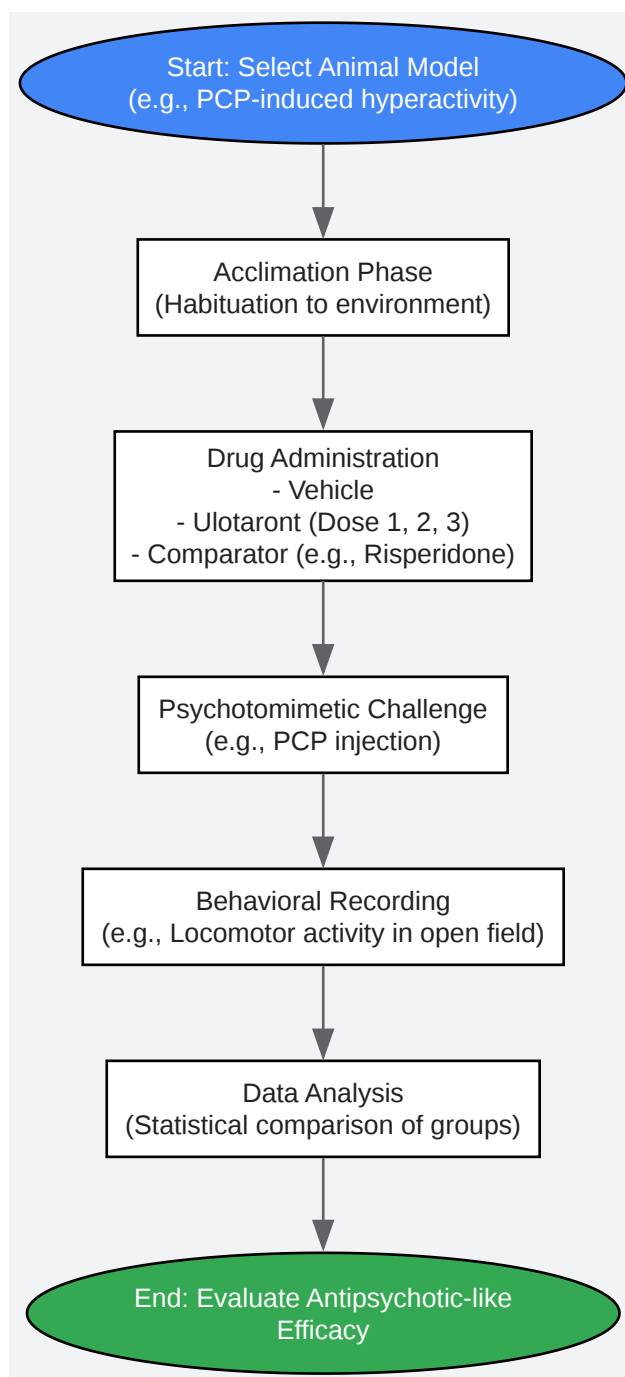 Start: Select Animal Model
(e.g., PCP-induced hyperactivity)
Acclimation Phase
(Habituation to environment)
Drug Administration
- Vehicle
- Ulotaront (Dose 1, 2, 3)
- Comparator (e.g., Risperidone)
Psychotomimetic Challenge
(e.g., PCP injection)
Behavioral Recording
(e.g., Locomotor activity in open field)
Data Analysis
(Statistical comparison of groups)
End: Evaluate Antipsychotic-like
Efficacy